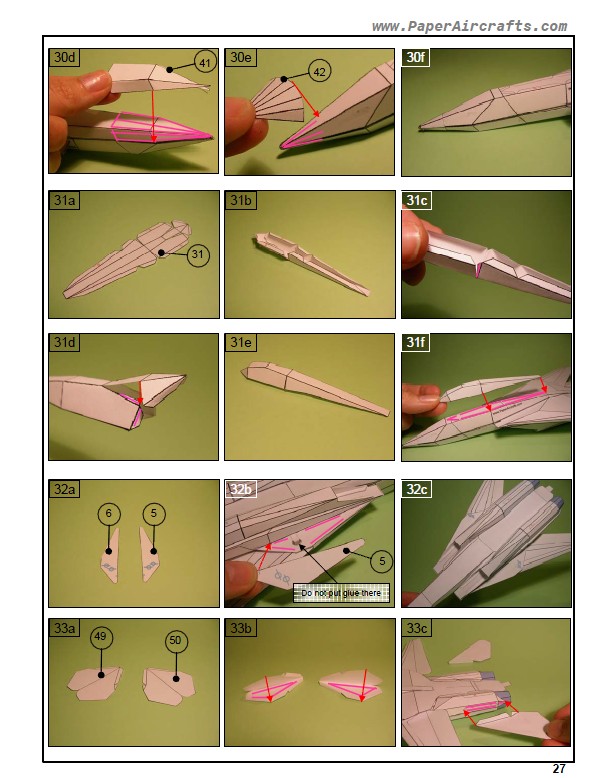 www.PaperAircrafts.com
30d
41
30e
42
30f
31a
31
31b
31c
31d
31e
31f
32a
6
5
32b
5
Do not put glue there
32c
33a
49
50
33b
33c
27